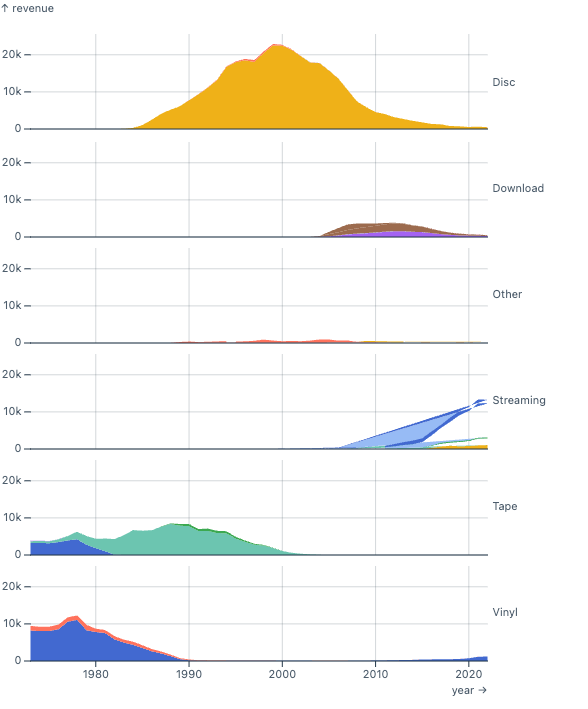 ↑ revenue
20k
10k
0
Disc
20k
10k
0
Download
20k
10k
0
Other
20k
10k
0
Streaming
20k
10k
0
Tape
20k
10k
0
Vinyl
1980 1990 2000 2010 2020
year →